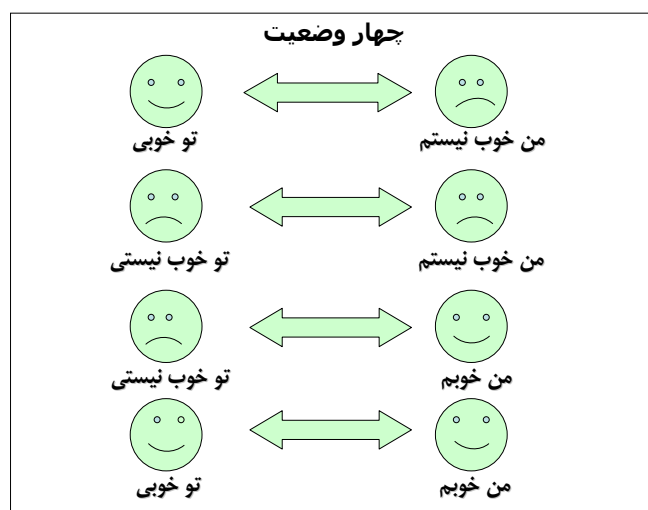 چهار وضعیت
من خوب نیستم تو خوبی
من خوب نیستم تو خوب نیستی
من خوبم تو خوب نیستی
من خوبم تو خوبی